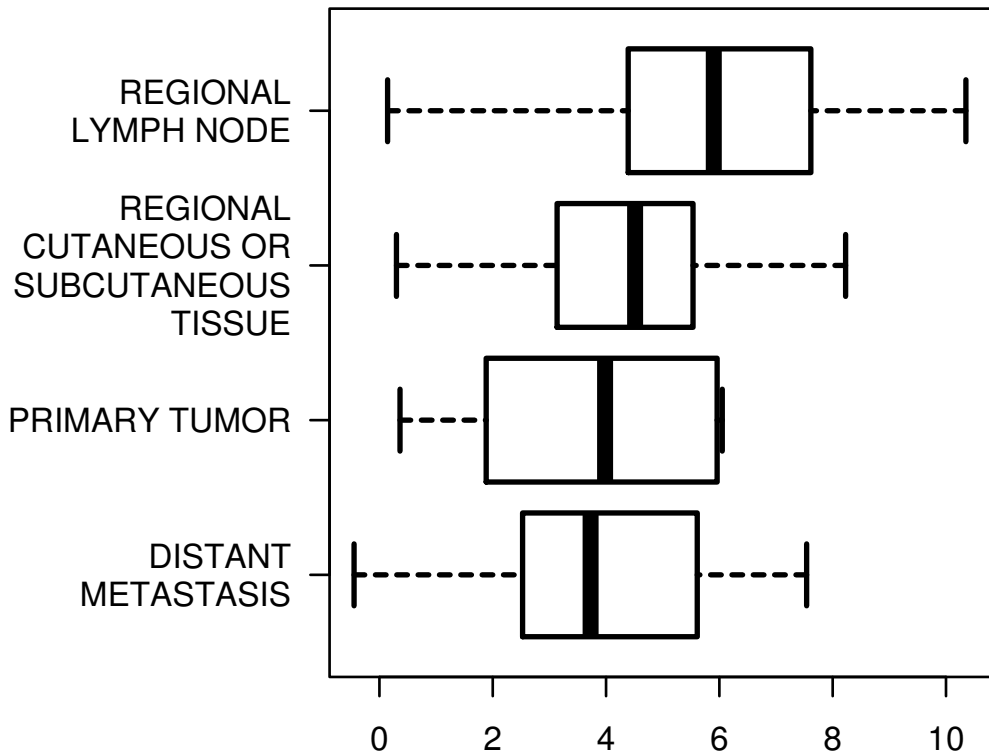 REGIONAL
LYMPH NODE
REGIONAL
CUTANEOUS OR
SUBCUTANEOUS
TISSUE
PRIMARY TUMOR
DISTANT
METASTASIS
0 2 4 6 8 10